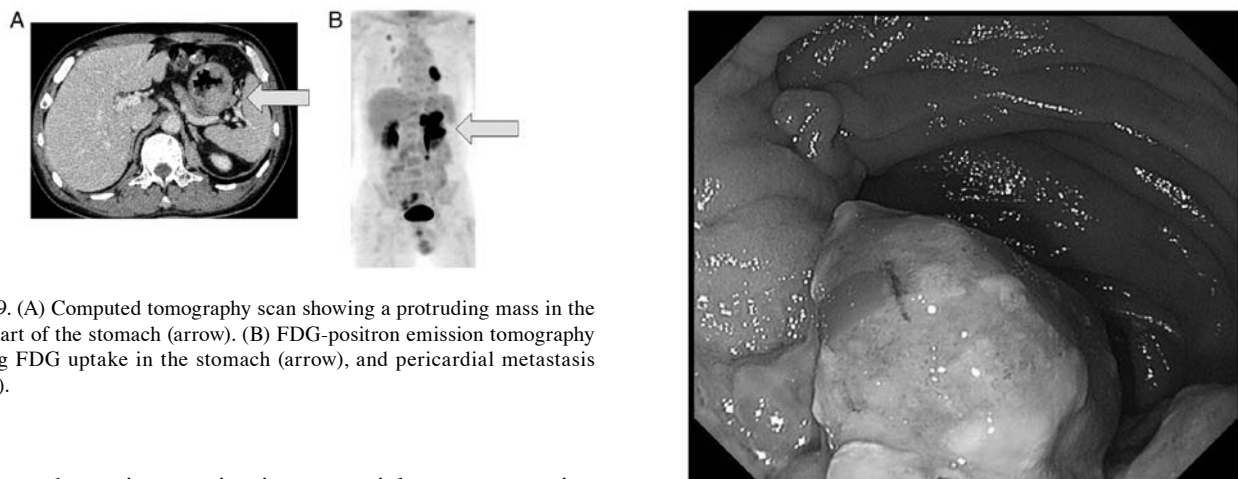 A
B
9. (A) Computed tomography scan showing a protruding mass in the
art of the stomach (arrow). (B) FDG-positron emission tomography
g FDG uptake in the stomach (arrow), and pericardial metastasis
).